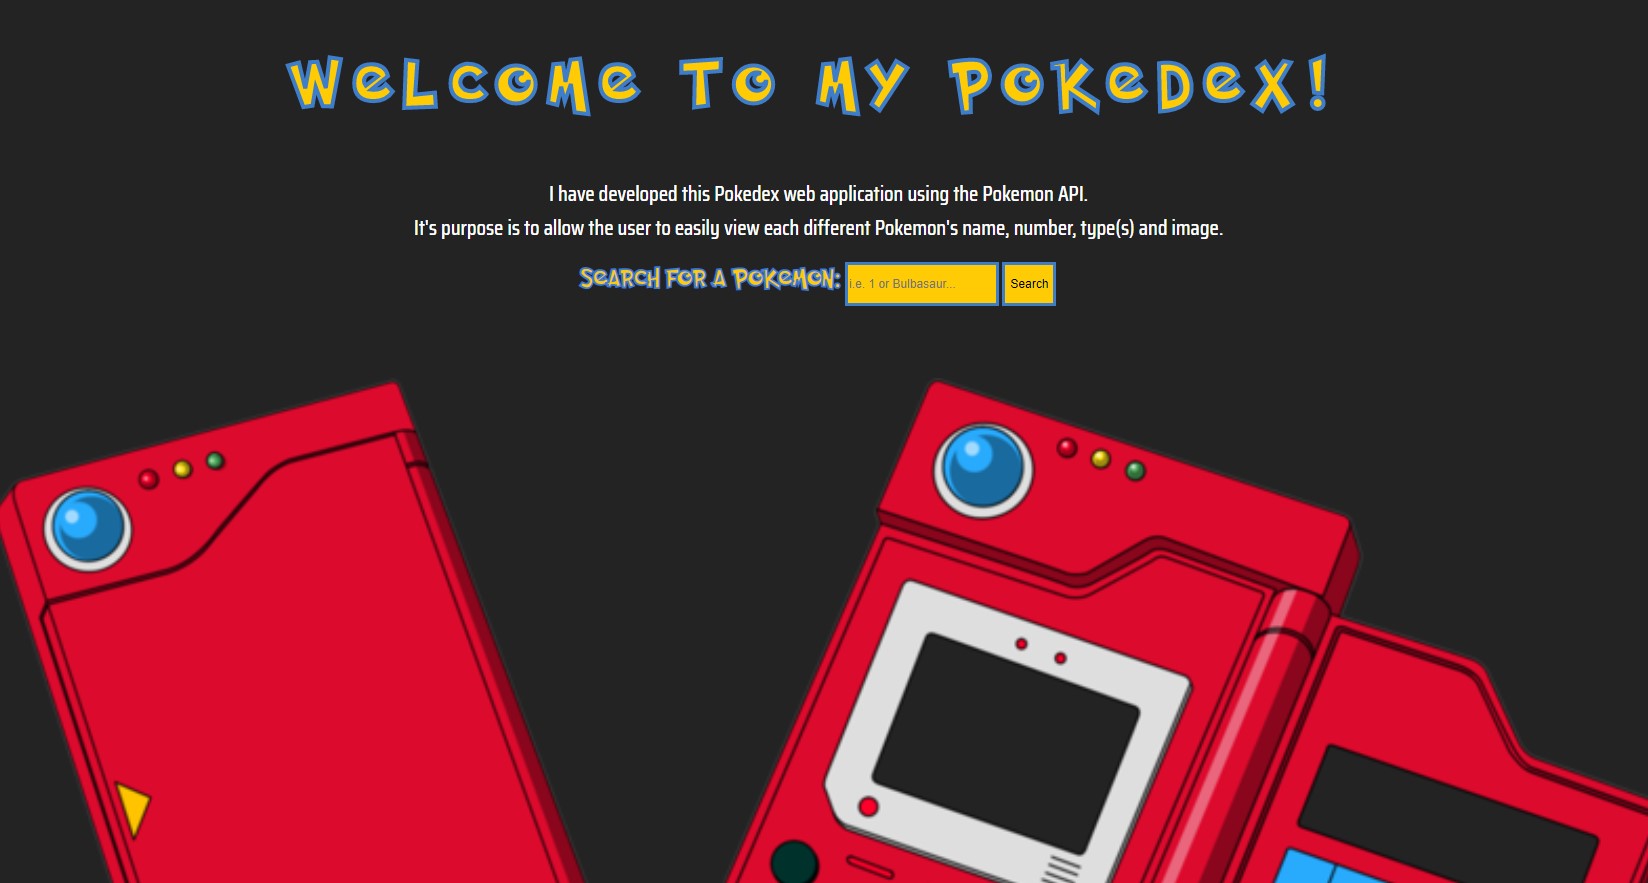 Welcome To My Pokedex!
I have developed this Pokedex web application using the Pokemon API.
It's purpose is to allow the user to easily view each different Pokemon's name, number, type(s) and image.
Search for a Pokemon: i.e. 1 or Bulbasaur... Search